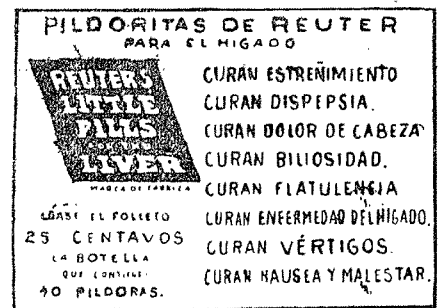 PILDORITAS DE REUTER
PARA EL HIGADO
REUTER'S
LITTLE
PILLS
FOR THE
LIVER
MARCA DE FABRICA
LÉASE EL FOLLETO
25 CENTAVOS
LA BOTELLA
QUE CONTIENE
40 PILDORAS.
CURAN ESTREÑIMIENTO
CURAN DISPEPSIA.
CURAN DOLOR DE CABEZA
CURAN BILIOSIDAD.
CURAN FLATULENCIA
CURAN ENFERMEDAD DEL HIGADO.
CURAN VÉRTIGOS.
CURAN NAUSEA Y MALESTAR.